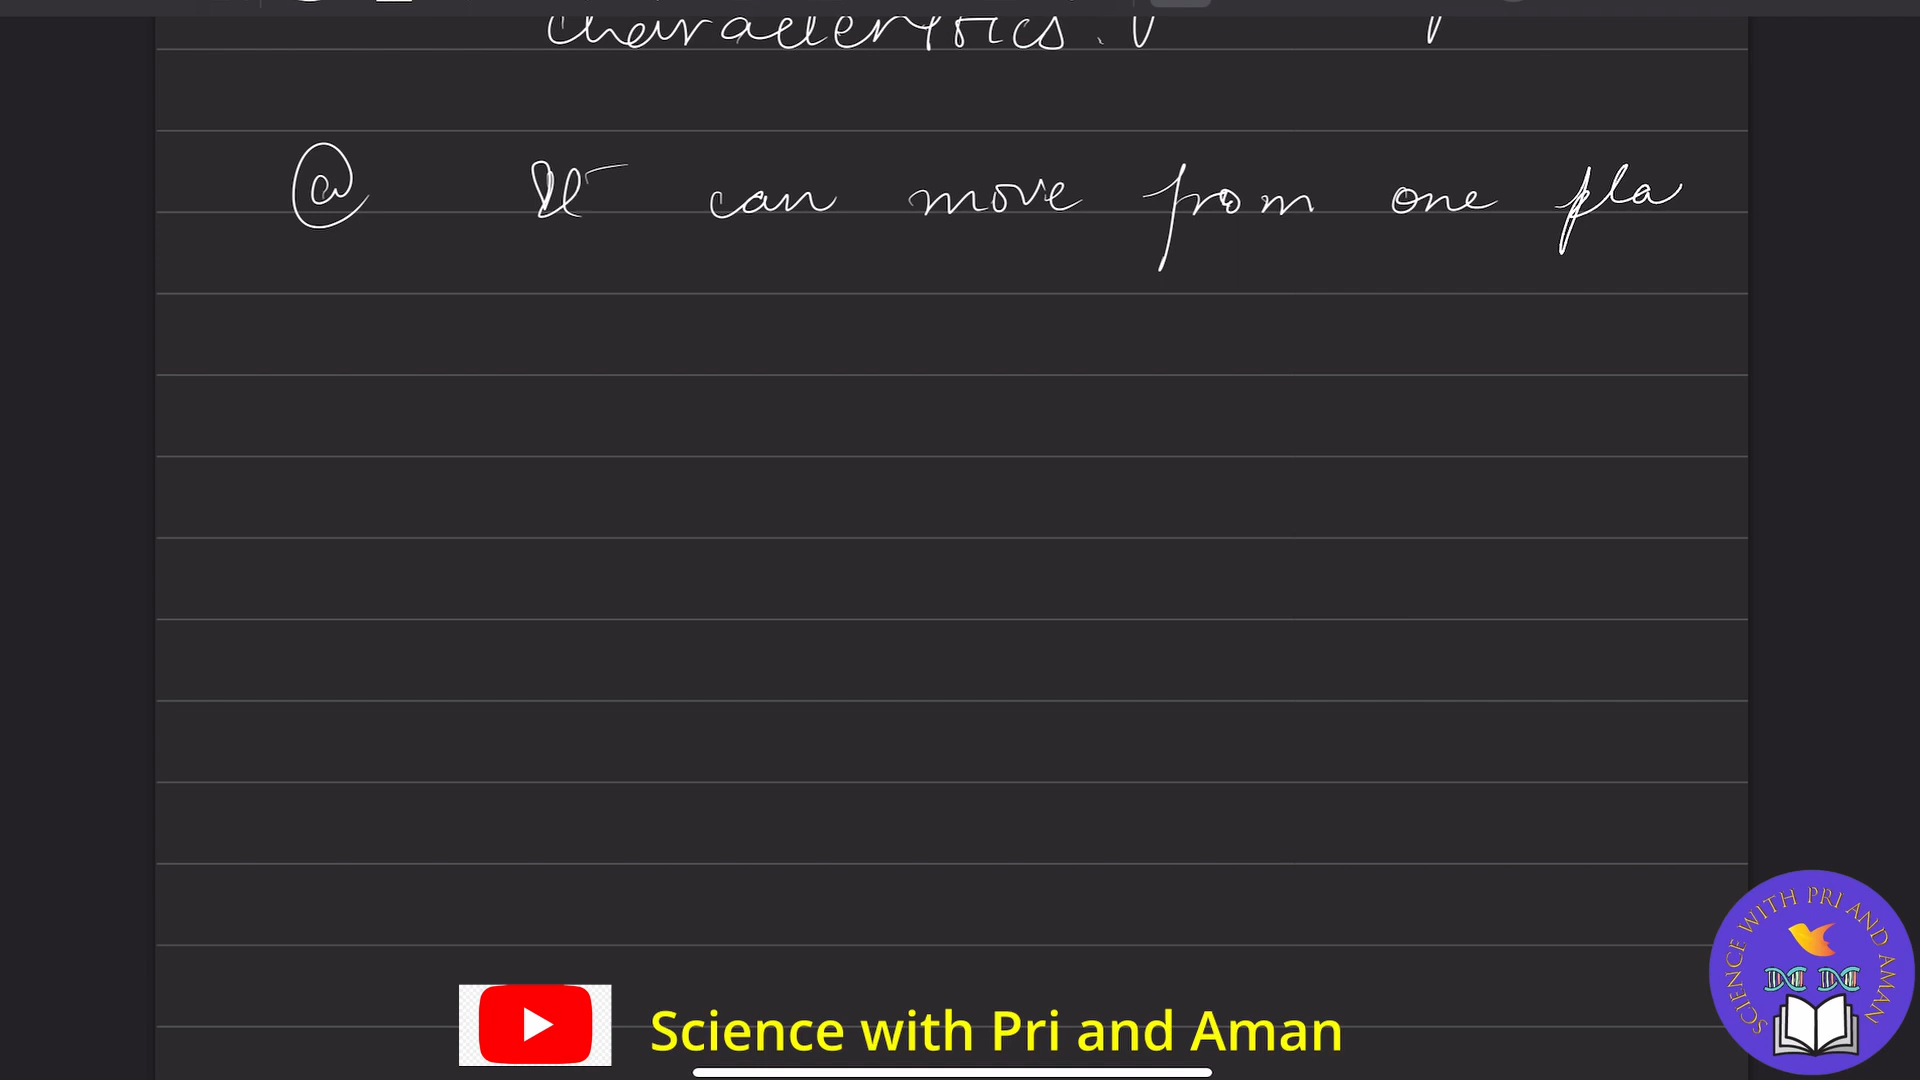 characteristics.
ⓐ It can move from one pla
Science with Pri and Aman
SCIENCE WITH PRI AND AMAN